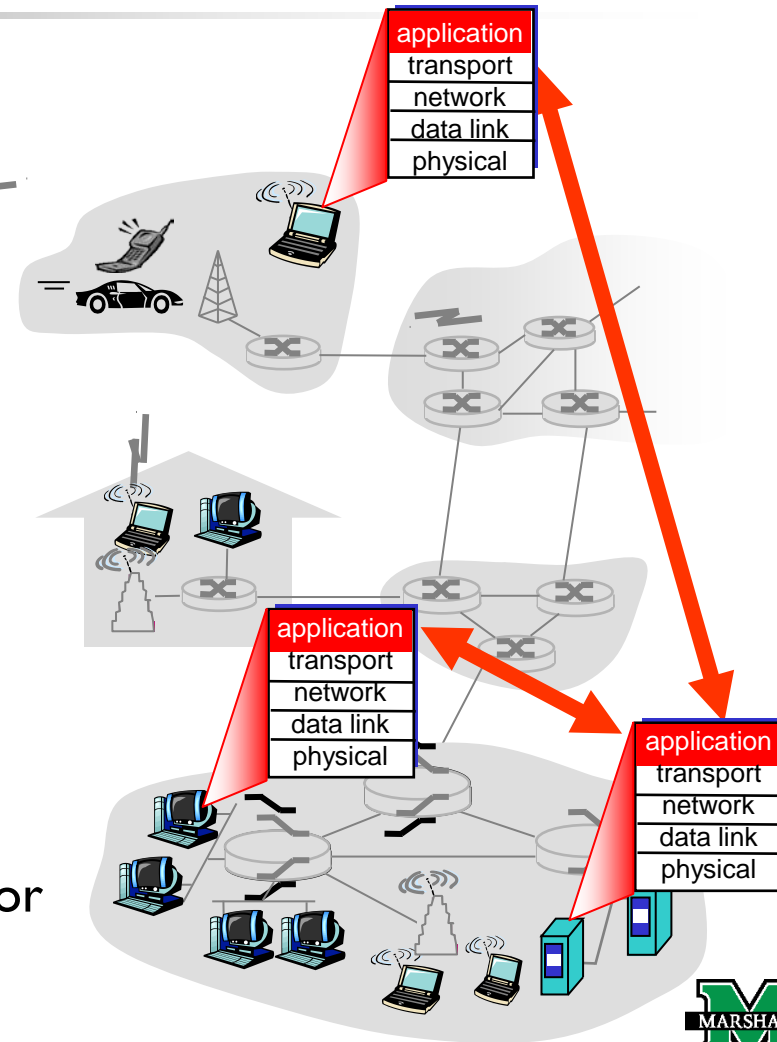 application
transport
network
data link
physical
application
transport
network
data link
physical
application
transport
network
data link
physical
or